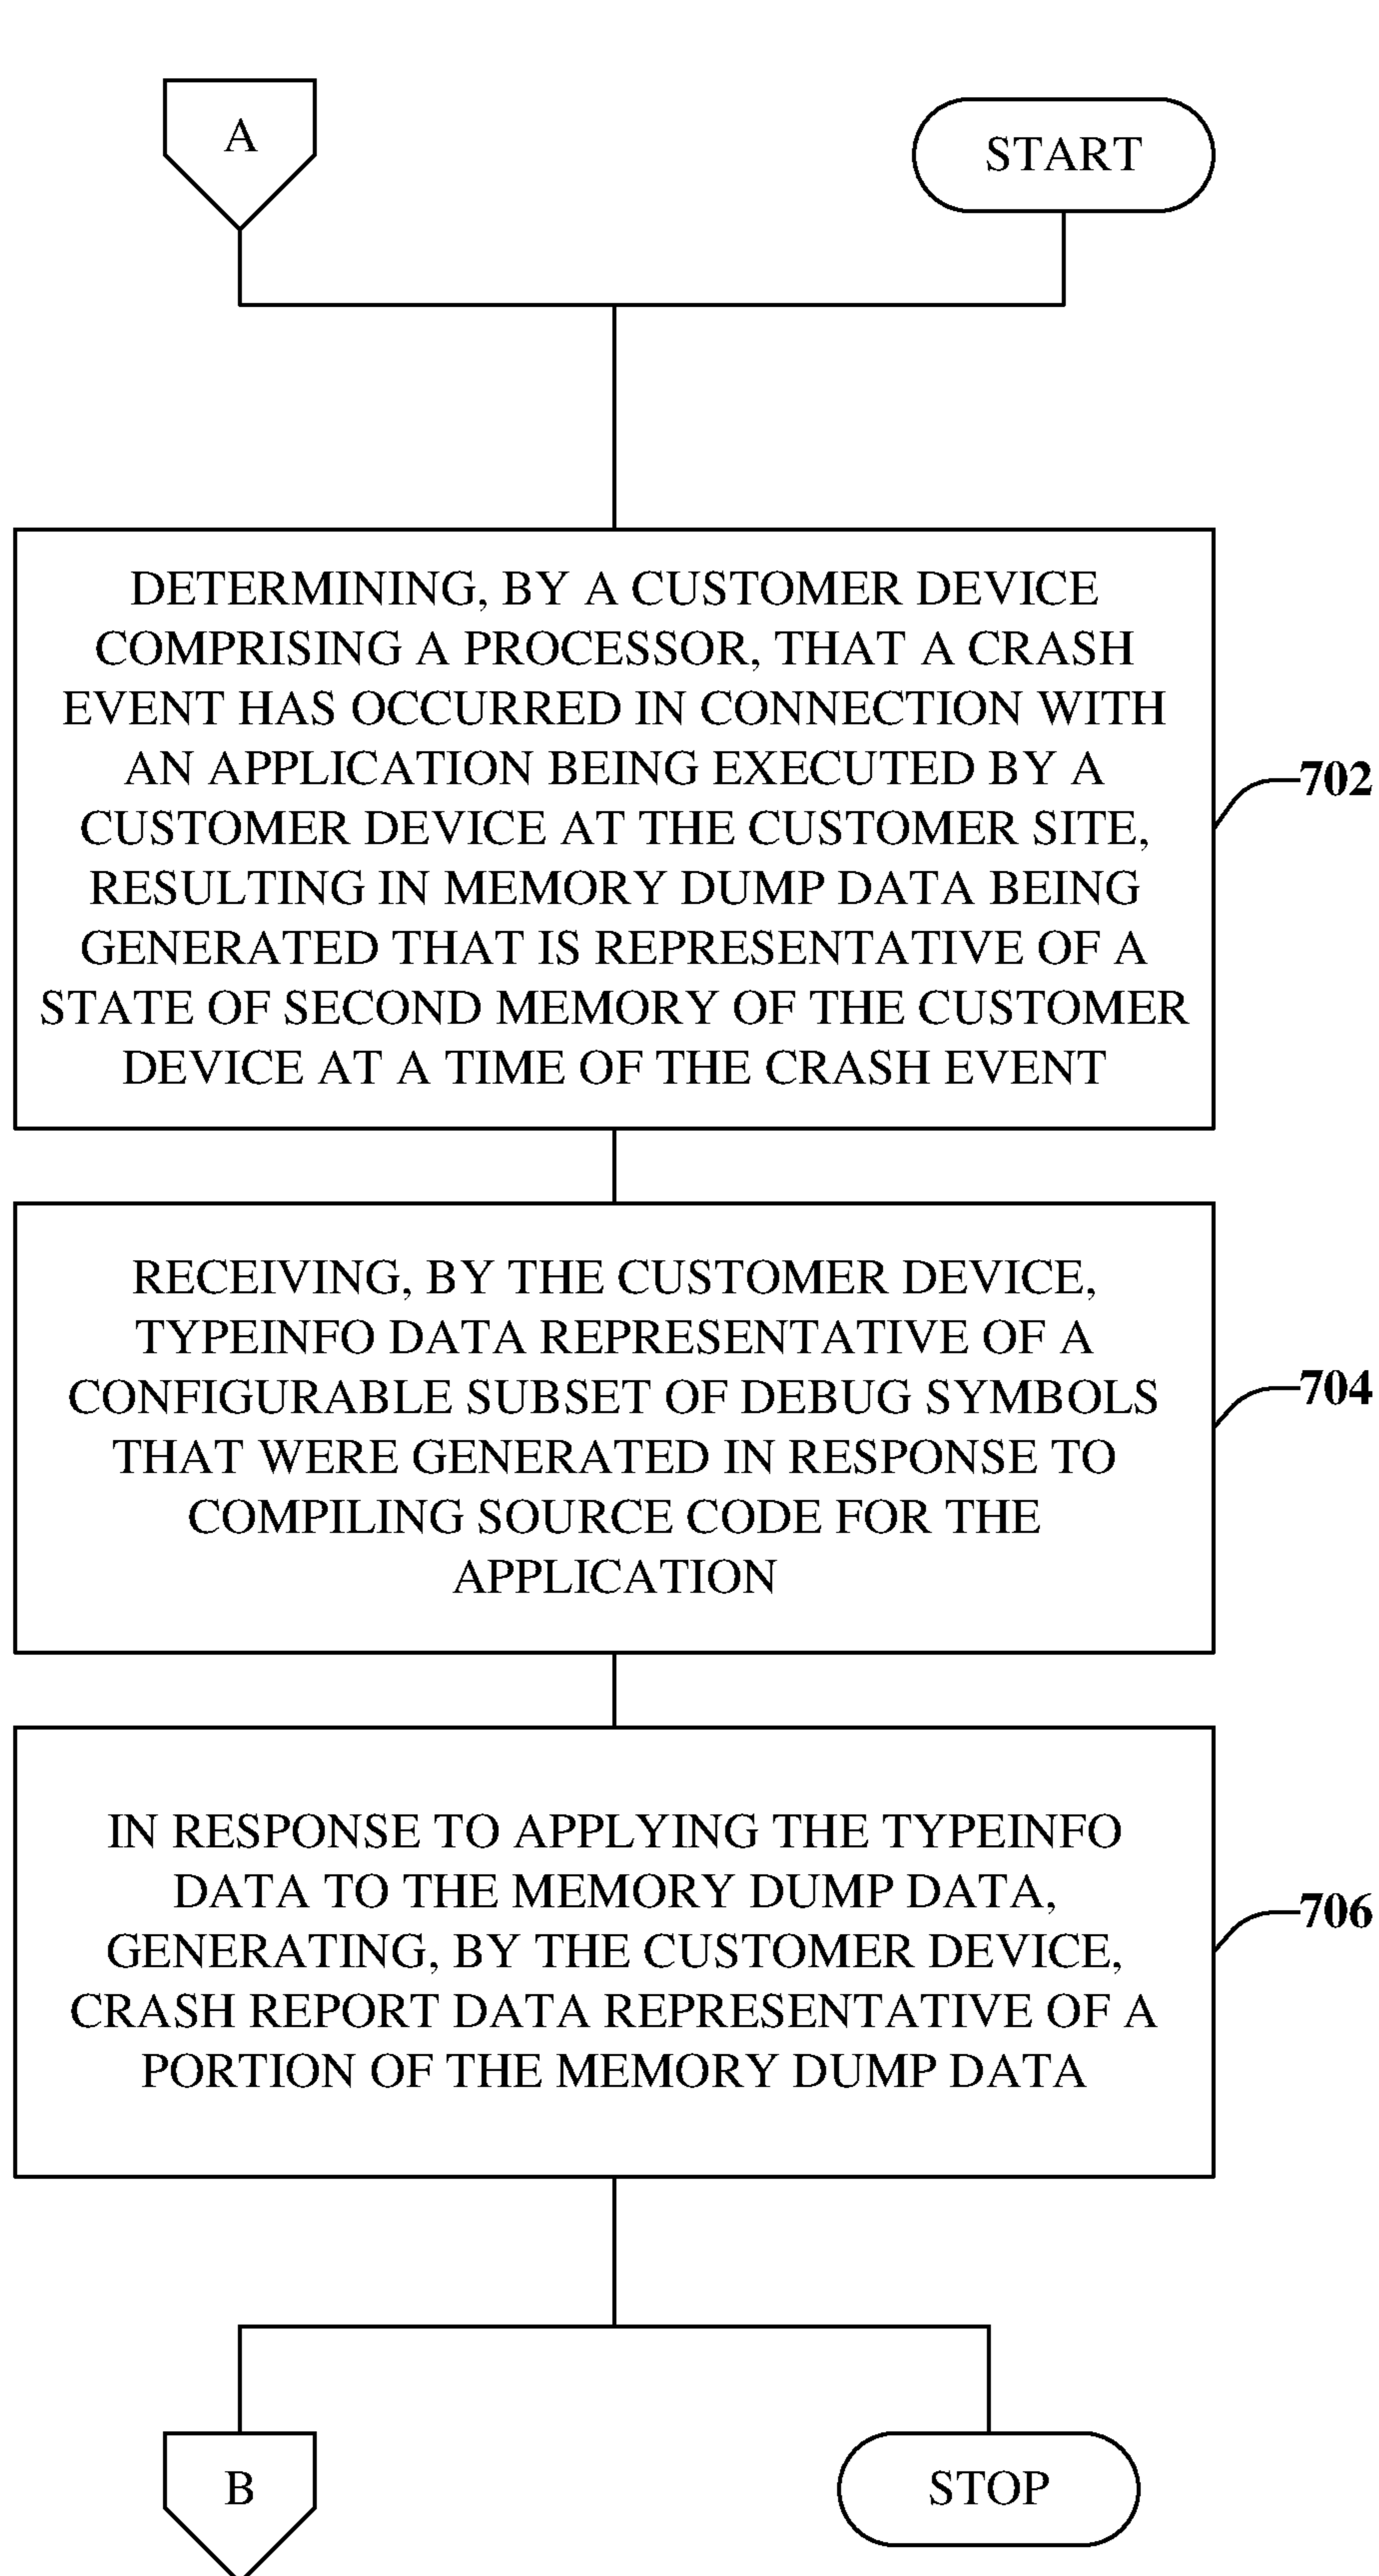 A
START
DETERMINING, BY A CUSTOMER DEVICE
COMPRISING A PROCESSOR, THAT A CRASH
EVENT HAS OCCURRED IN CONNECTION WITH
AN APPLICATION BEING EXECUTED BY A
CUSTOMER DEVICE AT THE CUSTOMER SITE,
RESULTING IN MEMORY DUMP DATA BEING
GENERATED THAT IS REPRESENTATIVE OF A
STATE OF SECOND MEMORY OF THE CUSTOMER
DEVICE AT A TIME OF THE CRASH EVENT
702
RECEIVING, BY THE CUSTOMER DEVICE,
TYPEINFO DATA REPRESENTATIVE OF A
CONFIGURABLE SUBSET OF DEBUG SYMBOLS
THAT WERE GENERATED IN RESPONSE TO
COMPILING SOURCE CODE FOR THE
APPLICATION
704
IN RESPONSE TO APPLYING THE TYPEINFO
DATA TO THE MEMORY DUMP DATA,
GENERATING, BY THE CUSTOMER DEVICE,
CRASH REPORT DATA REPRESENTATIVE OF A
PORTION OF THE MEMORY DUMP DATA
706
B
STOP